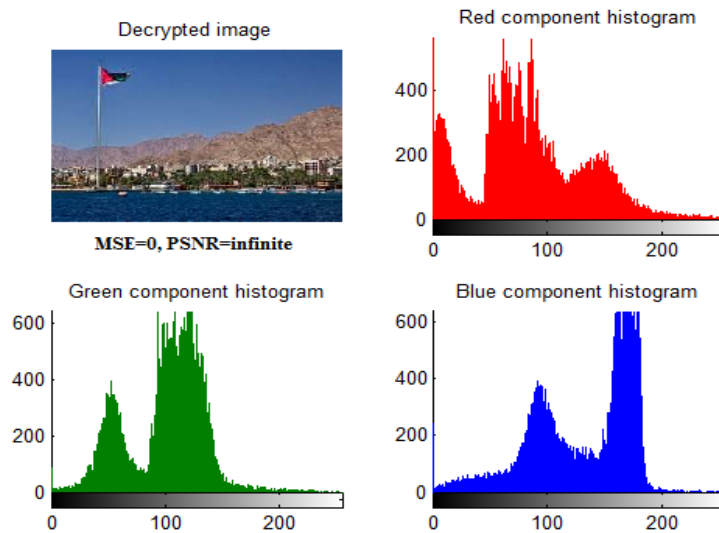 Decrypted image
MSE=0, PSNR=infinite
Red component histogram
400
200
0
0 100 200
Green component histogram
600
400
200
0
0 100 200
Blue component histogram
600
400
200
0
0 100 200